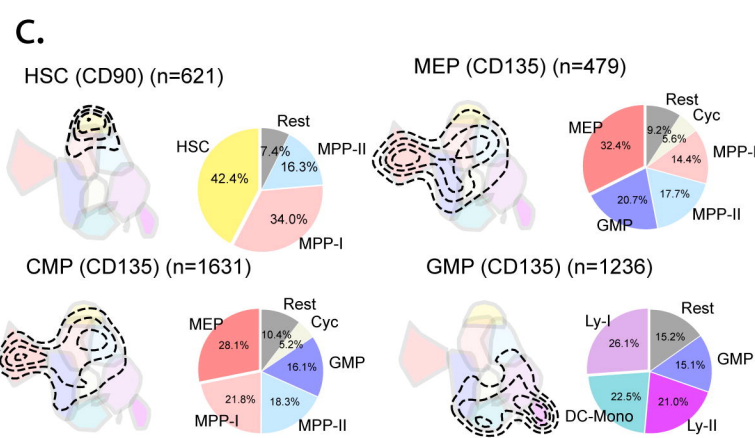 C.
HSC (CD90) (n=621)
Rest
HSC
7.4%
MPP-II
16.3%
42.4%
34.0%
MPP-I
MEP (CD135) (n=479)
Rest
Cyc
MEP
9.2%
5.6%
32.4%
14.4%
MPP-I
20.7%
17.7%
MPP-II
GMP
CMP (CD135) (n=1631)
Rest
Cyc
MEP
10.4%
5.2%
28.1%
16.1%
GMP
21.8%
18.3%
MPP-I
MPP-II
GMP (CD135) (n=1236)
Ly-I
Rest
26.1%
15.2%
15.1%
GMP
22.5%
21.0%
DC-Mono
Ly-II